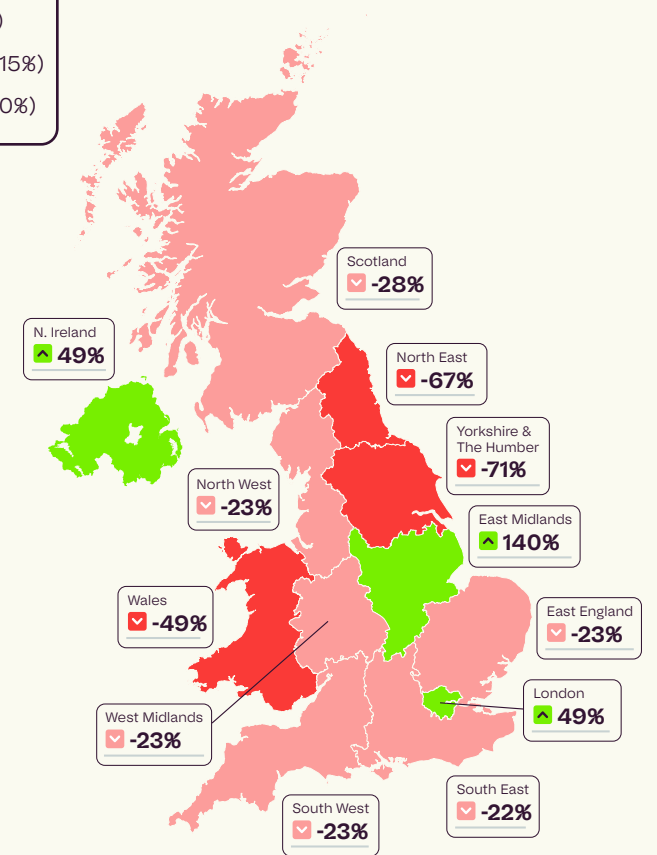 )
15%)
0%)
Scotland
-28%
N. Ireland
49%
North East
-67%
Yorkshire &
The Humber
-71%
North West
-23%
East Midlands
140%
Wales
-49%
East England
-23%
London
49%
West Midlands
-23%
South East
-22%
South West
-23%